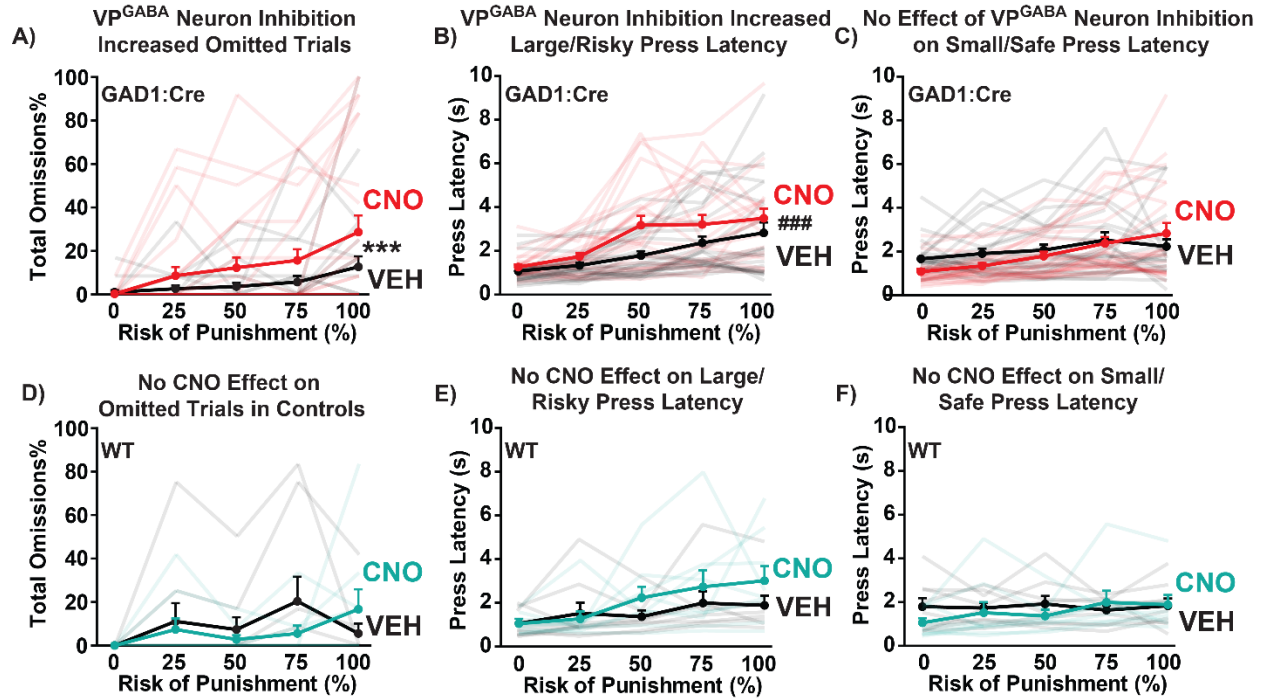 A)
VP^GABA Neuron Inhibition
Increased Omitted Trials
GAD1:Cre
Total Omissions%
100
80
60
40
20
0
CNO
***
VEH
0 25 50 75 100
Risk of Punishment (%)
B)
VP^GABA Neuron Inhibition Increased
Large/Risky Press Latency
GAD1:Cre
Press Latency (s)
10
8
6
4
2
0
CNO
###
VEH
0 25 50 75 100
Risk of Punishment (%)
C)
No Effect of VP^GABA Neuron Inhibition
on Small/Safe Press Latency
GAD1:Cre
Press Latency (s)
10
8
6
4
2
0
CNO
VEH
0 25 50 75 100
Risk of Punishment (%)
D)
No CNO Effect on
Omitted Trials in Controls
WT
Total Omissions%
100
80
60
40
20
0
CNO
VEH
0 25 50 75 100
Risk of Punishment (%)
E)
No CNO Effect on Large/
Risky Press Latency
WT
Press Latency (s)
10
8
6
4
2
0
CNO
VEH
0 25 50 75 100
Risk of Punishment (%)
F)
No CNO Effect on Small/
Safe Press Latency
WT
Press Latency (s)
10
8
6
4
2
0
CNO
VEH
0 25 50 75 100
Risk of Punishment (%)